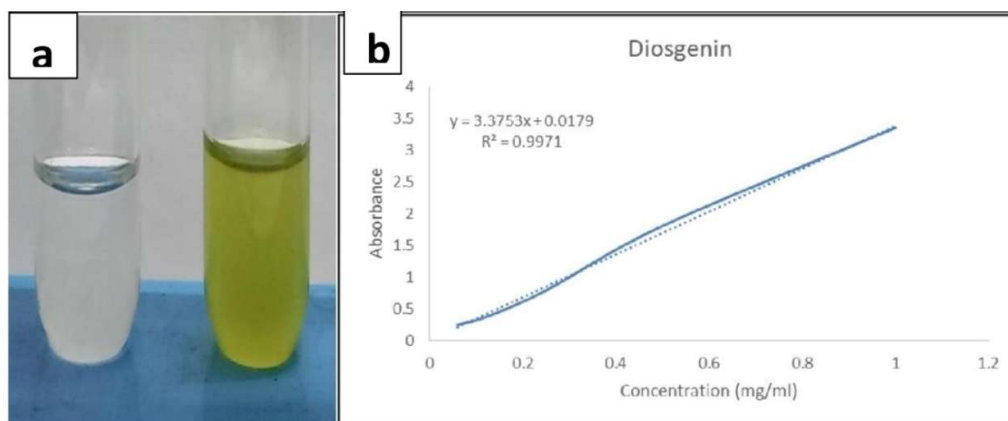 a
b
Diosgenin
y = 3.3753x + 0.0179
R² = 0.9971
Absorbance
4
3.5
3
2.5
2
1.5
1
0.5
0
0
0.2
0.4
0.6
0.8
1
1.2
Concentration (mg/ml)